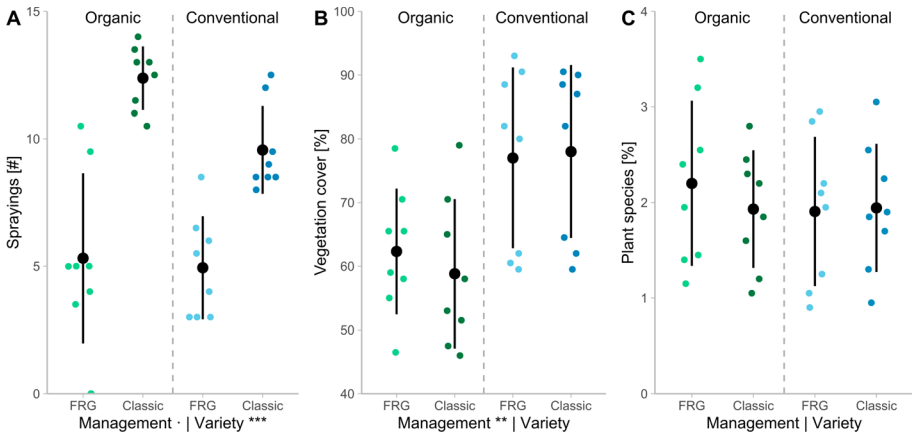 A
Organic
Conventional
Sprayings [#]
15
10
5
0
FRG
Classic
FRG
Classic
Management · | Variety ***
B
Organic
Conventional
Vegetation cover [%]
100
90
80
70
60
50
40
FRG
Classic
FRG
Classic
Management ** | Variety
C
Organic
Conventional
Plant species [%]
4
3
2
1
0
FRG
Classic
FRG
Classic
Management | Variety